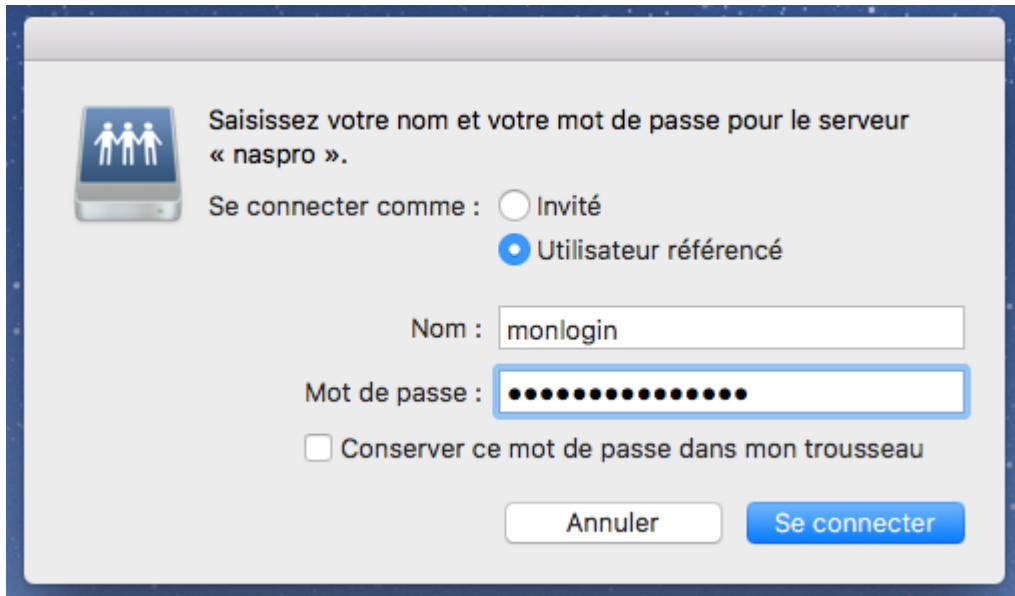 Saisissez votre nom et votre mot de passe pour le serveur
« naspro ».
Se connecter comme : Invité
Utilisateur référencé
Nom : monlogin
Mot de passe : ●●●●●●●●●●●●●●●
Conserver ce mot de passe dans mon trousseau
Annuler Se connecter